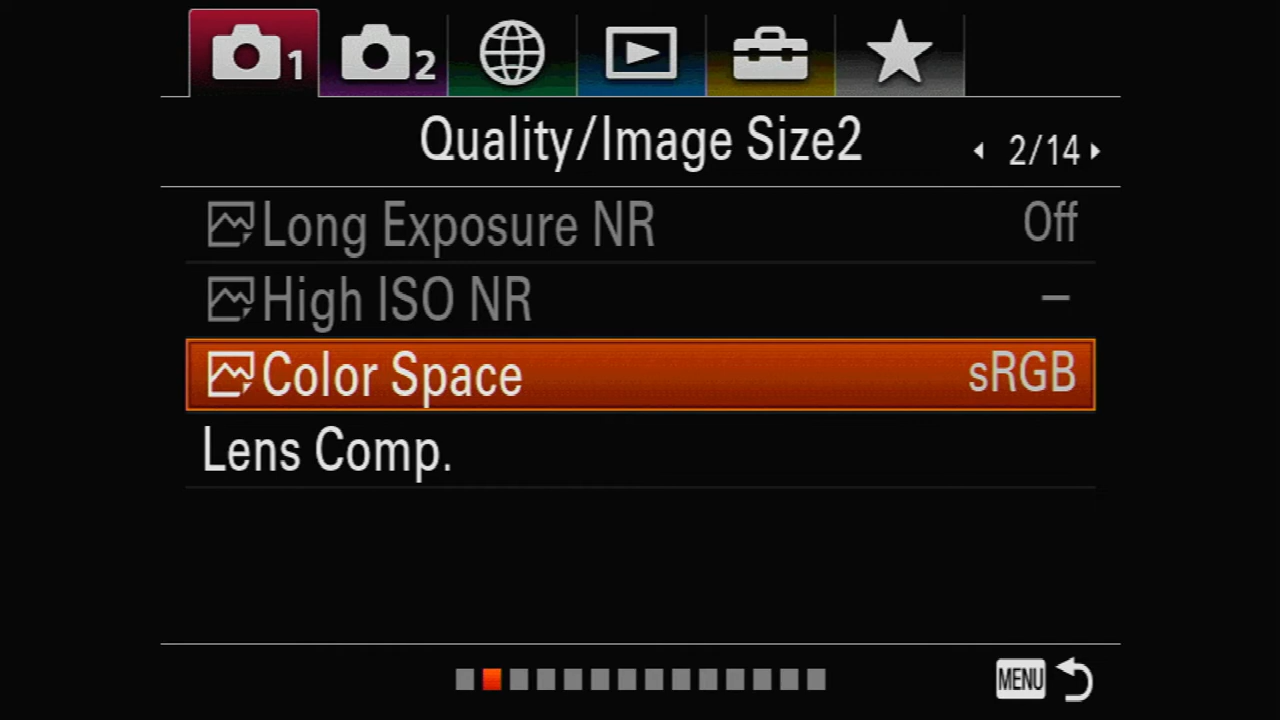 1 2
Quality/Image Size2 2/14
Long Exposure NR Off
High ISO NR –
Color Space sRGB
Lens Comp.
MENU